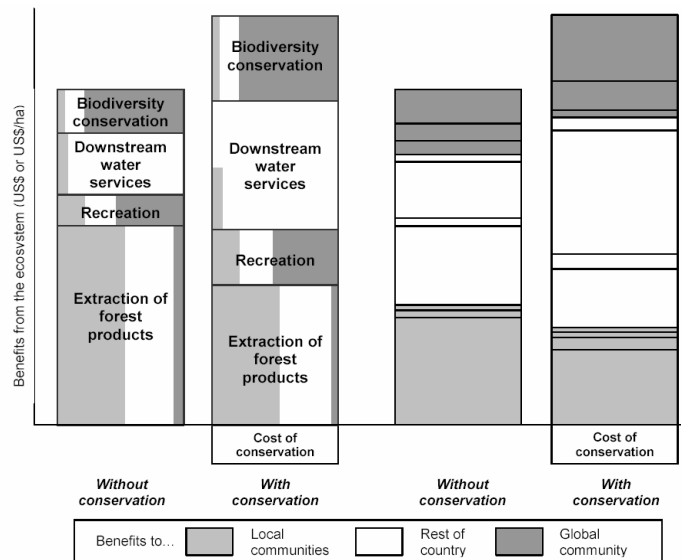 Benefits from the ecosystem (US$ or US$/ha)
Biodiversity
conservation
Downstream
water
services
Recreation
Extraction of
forest
products
Biodiversity
conservation
Downstream
water
services
Recreation
Extraction of
forest
products
Cost of
conservation
Cost of
conservation
Without
conservation
With
conservation
Without
conservation
With
conservation
Benefits to...
Local
communities
Rest of
country
Global
community